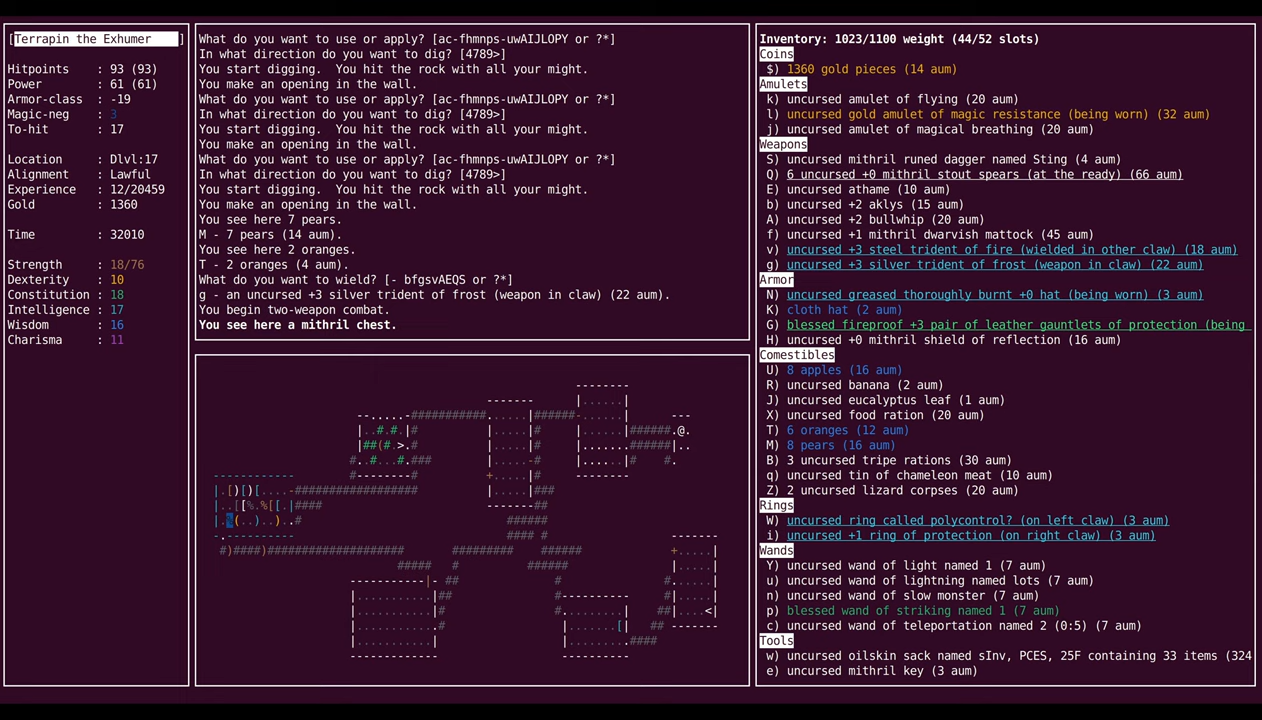 [Terrapin the Exhumer ]
Hitpoints : 93 (93)
Power : 61 (61)
Armor-class : -19
Magic-neg : 3
To-hit : 17
Location : Dlvl:17
Alignment : Lawful
Experience : 12/20459
Gold : 1360
Time : 32010
Strength : 18/76
Dexterity : 10
Constitution : 18
Intelligence : 17
Wisdom : 16
Charisma : 11
What do you want to use or apply? [ac-fhmnps-uwAIJLOPY or ?*]
In what direction do you want to dig? [4789>]
You start digging.  You hit the rock with all your might.
You make an opening in the wall.
What do you want to use or apply? [ac-fhmnps-uwAIJLOPY or ?*]
In what direction do you want to dig? [4789>]
You start digging.  You hit the rock with all your might.
You make an opening in the wall.
What do you want to use or apply? [ac-fhmnps-uwAIJLOPY or ?*]
In what direction do you want to dig? [4789>]
You start digging.  You hit the rock with all your might.
You make an opening in the wall.
You see here 7 pears.
M - 7 pears (14 aum).
You see here 2 oranges.
T - 2 oranges (4 aum).
What do you want to wield? [- bfgsvAEQS or ?*]
g - an uncursed +3 silver trident of frost (weapon in claw) (22 aum).
You begin two-weapon combat.
You see here a mithril chest.
Inventory: 1023/1100 weight (44/52 slots)
Coins
$) 1360 gold pieces (14 aum)
Amulets
k) uncursed amulet of flying (20 aum)
l) uncursed gold amulet of magic resistance (being worn) (32 aum)
j) uncursed amulet of magical breathing (20 aum)
Weapons
S) uncursed mithril runed dagger named Sting (4 aum)
Q) 6 uncursed +0 mithril stout spears (at the ready) (66 aum)
E) uncursed athame (10 aum)
b) uncursed +2 aklys (15 aum)
A) uncursed +2 bullwhip (20 aum)
f) uncursed +1 mithril dwarvish mattock (45 aum)
v) uncursed +3 steel trident of fire (wielded in other claw) (18 aum)
g) uncursed +3 silver trident of frost (weapon in claw) (22 aum)
Armor
N) uncursed greased thoroughly burnt +0 hat (being worn) (3 aum)
K) cloth hat (2 aum)
G) blessed fireproof +3 pair of leather gauntlets of protection (being
H) uncursed +0 mithril shield of reflection (16 aum)
Comestibles
U) 8 apples (16 aum)
R) uncursed banana (2 aum)
J) uncursed eucalyptus leaf (1 aum)
X) uncursed food ration (20 aum)
T) 6 oranges (12 aum)
M) 8 pears (16 aum)
B) 3 uncursed tripe rations (30 aum)
q) uncursed tin of chameleon meat (10 aum)
Z) 2 uncursed lizard corpses (20 aum)
Rings
W) uncursed ring called polycontrol? (on left claw) (3 aum)
i) uncursed +1 ring of protection (on right claw) (3 aum)
Wands
Y) uncursed wand of light named 1 (7 aum)
u) uncursed wand of lightning named lots (7 aum)
n) uncursed wand of slow monster (7 aum)
p) blessed wand of striking named 1 (7 aum)
c) uncursed wand of teleportation named 2 (0:5) (7 aum)
Tools
w) uncursed oilskin sack named sInv, PCES, 25F containing 33 items (324
e) uncursed mithril key (3 aum)